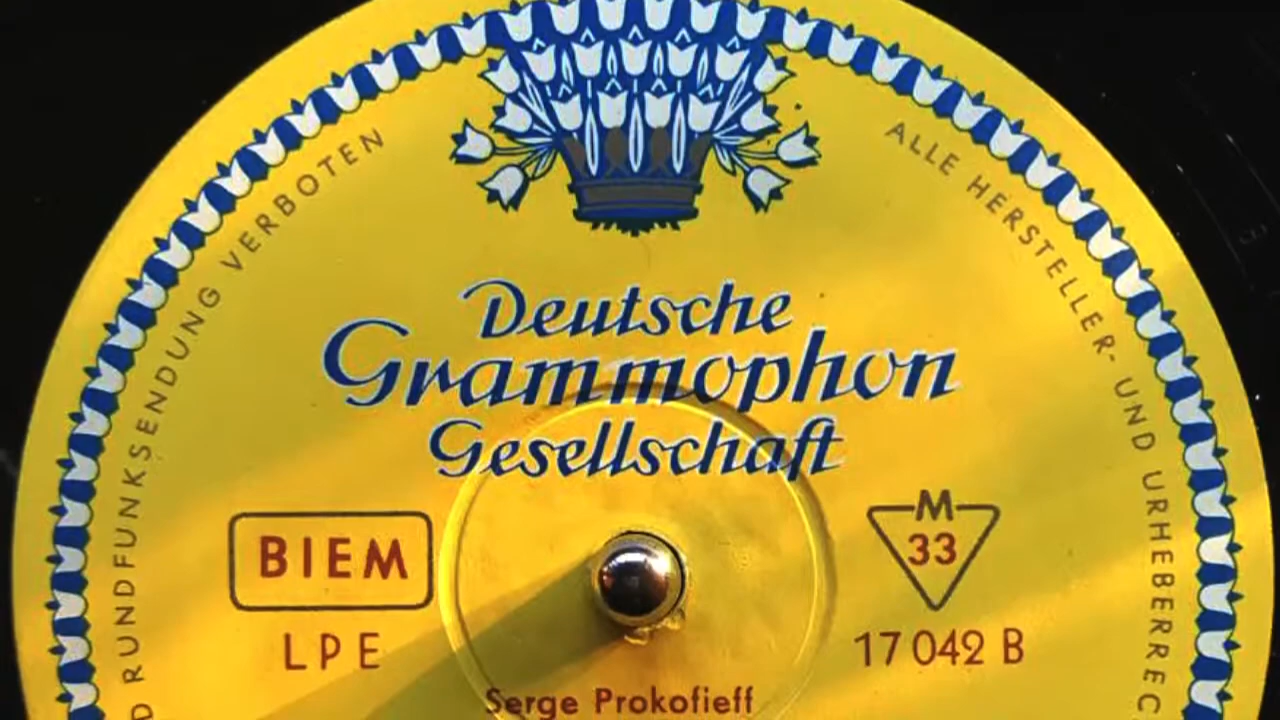 Deutsche
Grammophon
Gesellschaft
BIEM
LPE
M
33
17 042 B
Serge Prokofieff
ALLE HERSTELLER- UND URHEBERREC
D RUNDFUNKSENDUNG VERBOTEN